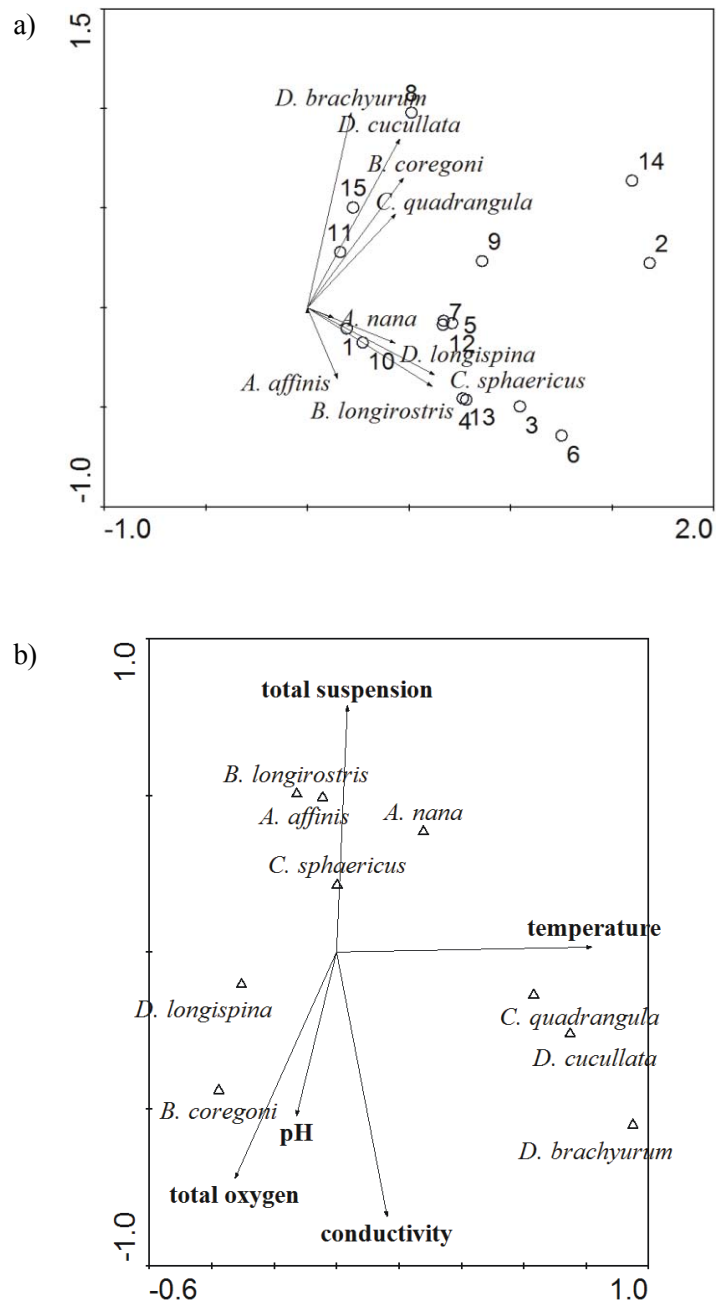 a)
1.5
8
D. brachyurum
D. cucullata
14
B. coregoni
15
C. quadrangula
11
9
2
A. nana
7
5
1
10
12
D. longispina
A. affinis
C. sphaericus
B. longirostris
4
13
3
6
-1.0
-1.0
2.0
b)
1.0
total suspension
B. longirostris
A. affinis
A. nana
C. sphaericus
temperature
D. longispina
C. quadrangula
D. cucullata
B. coregoni
pH
D. brachyurum
total oxygen
conductivity
-1.0
-0.6
1.0